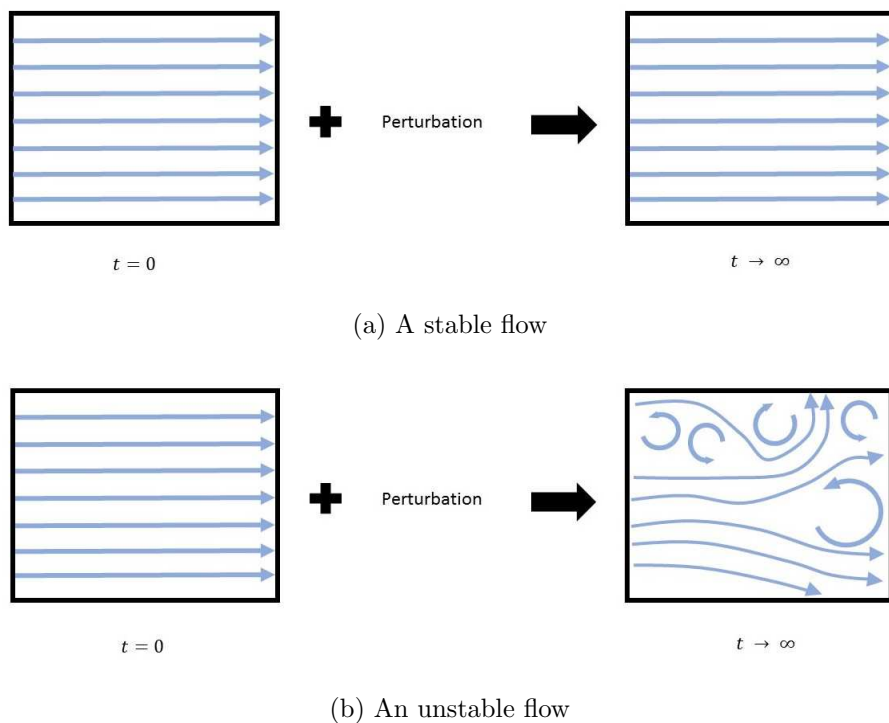 Perturbation
t = 0
t → ∞
(a) A stable flow
Perturbation
t = 0
t → ∞
(b) An unstable flow